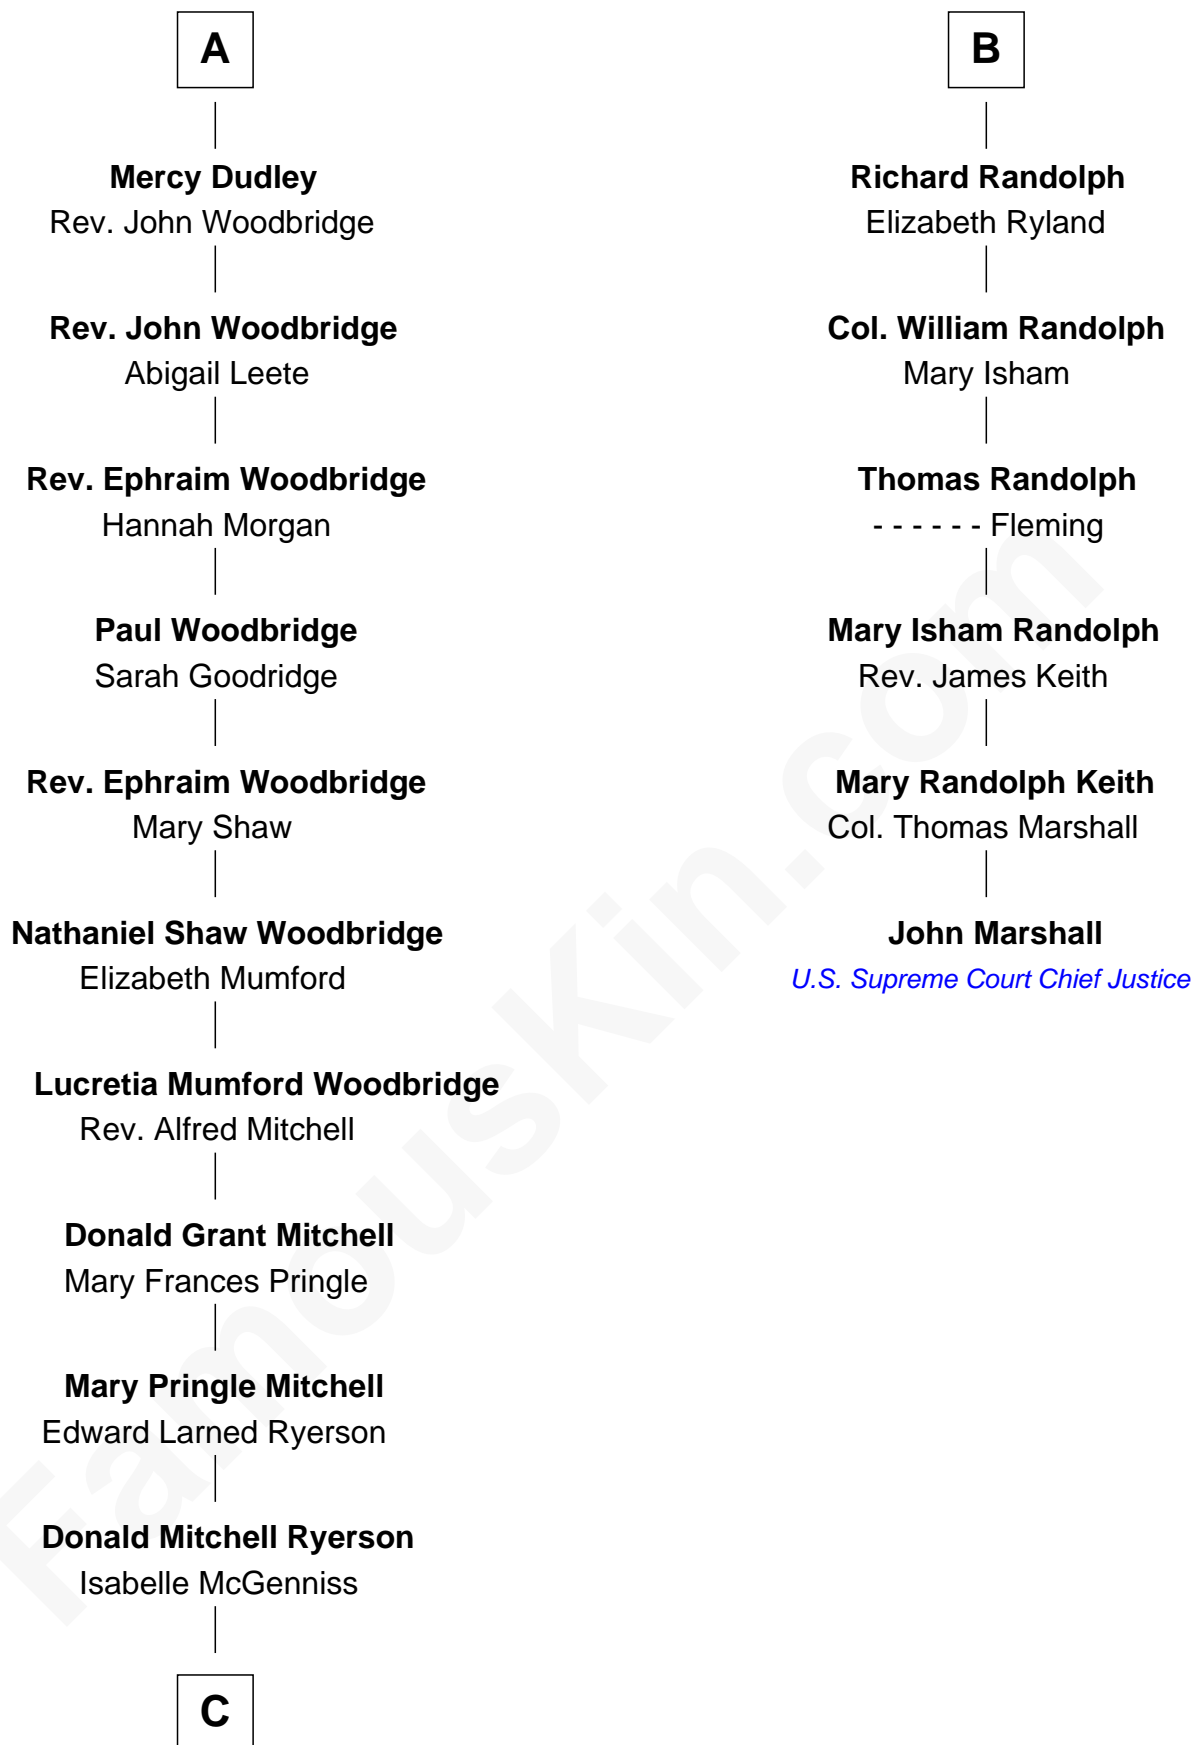 A
Mercy Dudley
Rev. John Woodbridge
Rev. John Woodbridge
Abigail Leete
Rev. Ephraim Woodbridge
Hannah Morgan
Paul Woodbridge
Sarah Goodridge
Rev. Ephraim Woodbridge
Mary Shaw
Nathaniel Shaw Woodbridge
Elizabeth Mumford
Lucretia Mumford Woodbridge
Rev. Alfred Mitchell
Donald Grant Mitchell
Mary Frances Pringle
Mary Pringle Mitchell
Edward Larned Ryerson
Donald Mitchell Ryerson
Isabelle McGenniss
C
B
Richard Randolph
Elizabeth Ryland
Col. William Randolph
Mary Isham
Thomas Randolph
- - - - - - Fleming
Mary Isham Randolph
Rev. James Keith
Mary Randolph Keith
Col. Thomas Marshall
John Marshall
U.S. Supreme Court Chief Justice
FamousKin.com